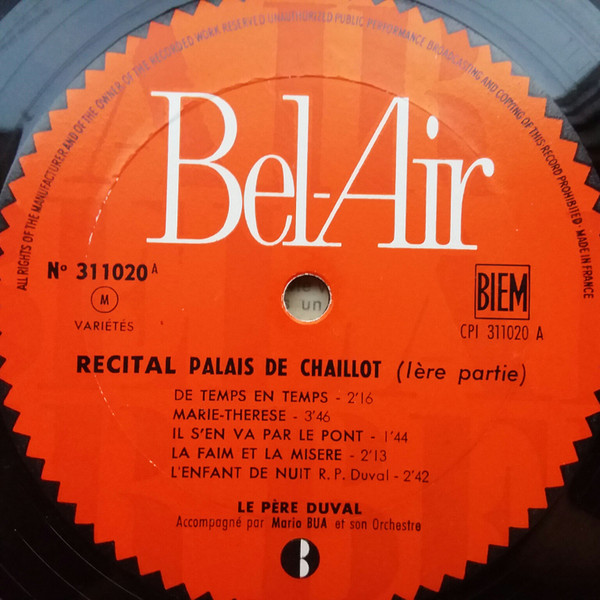 ALL RIGHTS OF THE MANUFACTURER AND OF THE OWNER OF THE RECORDED WORK RESERVED UNAUTHORISED PUBLIC PERFORMANCE BROADCASTING AND COPYING OF THIS RECORD PROHIBITED MADE IN FRANCE
Bel-Air
N° 311020 A
M
VARIÉTÉS
un
BIEM
CPI 311020 A
RECITAL PALAIS DE CHAILLOT (1ère partie)
DE TEMPS EN TEMPS - 2'16
MARIE-THERESE - 3'46
IL S'EN VA PAR LE PONT - 1'44
LA FAIM ET LA MISERE - 2'13
L'ENFANT DE NUIT R. P. Duval - 2'42
LE PÈRE DUVAL
Accompagné par Mario BUA et son Orchestre
B